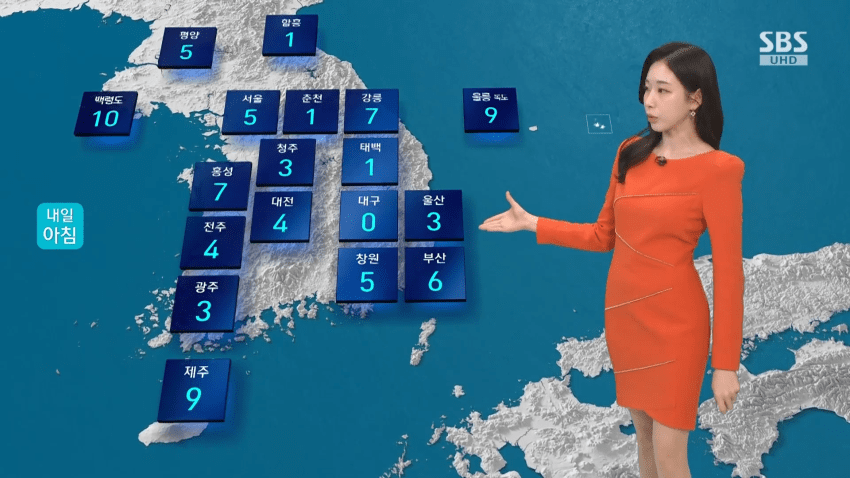 SBS
UHD
함흥
1
평양
5
백령도
10
서울
5
춘천
1
강릉
7
울릉 독도
9
청주
3
태백
1
홍성
7
대전
4
대구
0
울산
3
내일
아침
전주
4
창원
5
부산
6
광주
3
제주
9